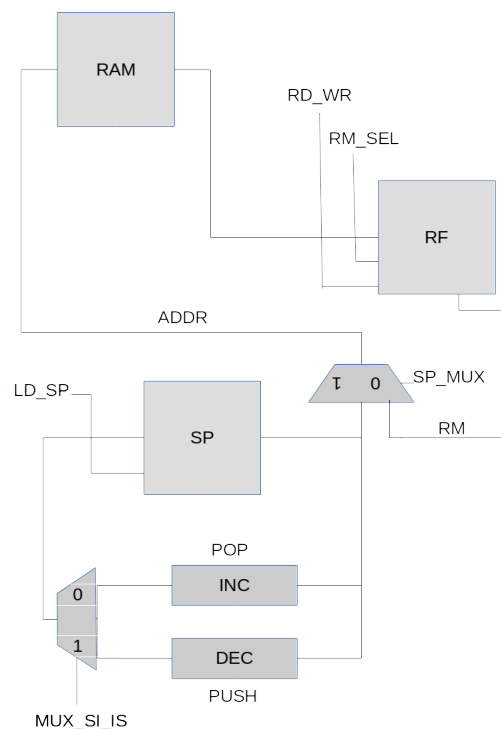 RAM
RD_WR
RM_SEL
RF
ADDR
1 0
SP_MUX
LD_SP
SP
RM
POP
INC
0
1
DEC
PUSH
MUX_SI_IS